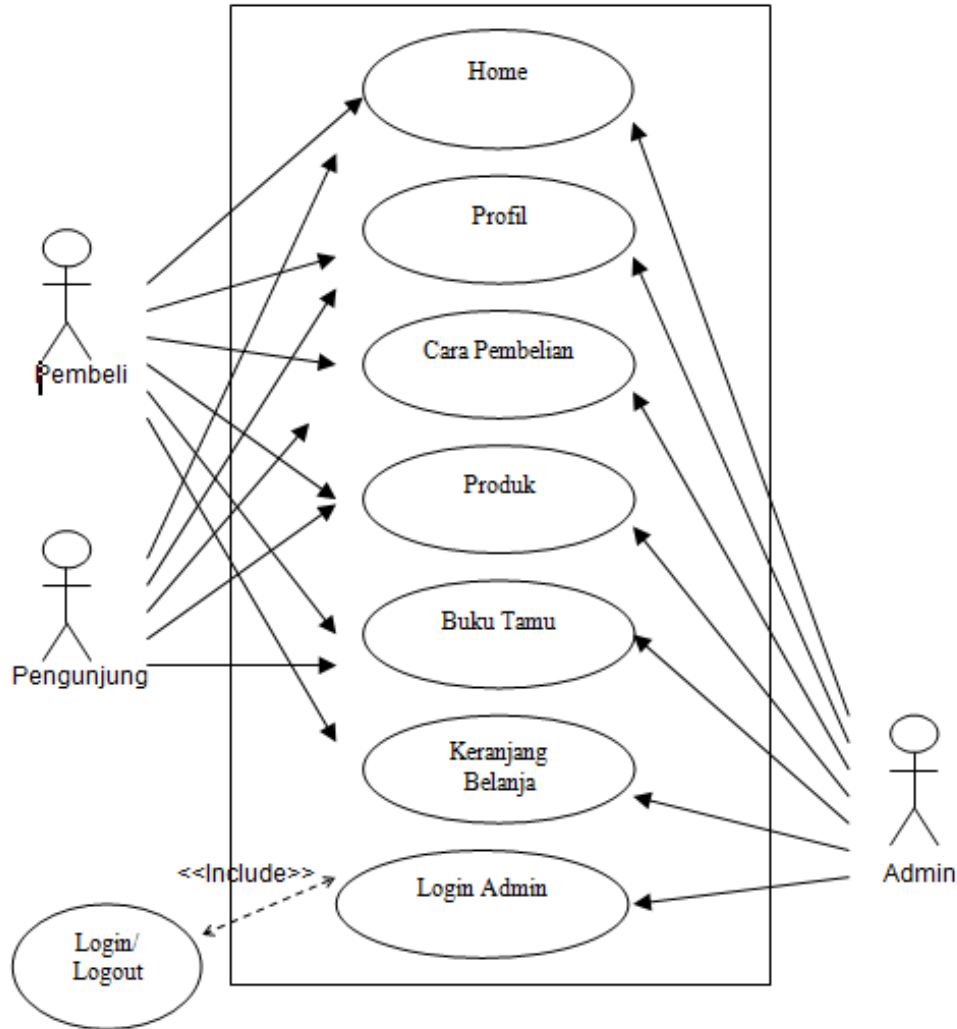 Home
Profil
Cara Pembelian
Pembeli
Produk
Buku Tamu
Pengunjung
Keranjang
Belanja
<<Include>>
Login Admin
Admin
Login/
Logout